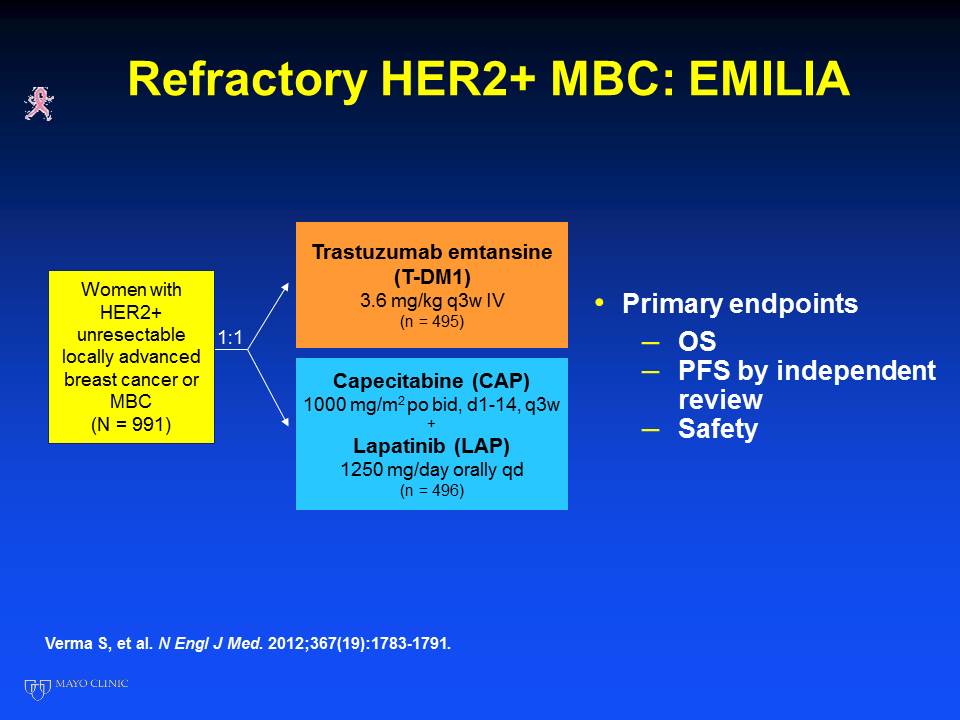 Refractory HER2+ MBC: EMILIA
Women with
HER2+
unresectable
locally advanced
breast cancer or
MBC
(N = 991)
1:1
Trastuzumab emtansine
(T-DM1)
3.6 mg/kg q3w IV
(n = 495)
Capecitabine (CAP)
1000 mg/m² po bid, d1-14, q3w
+
Lapatinib (LAP)
1250 mg/day orally qd
(n = 496)
• Primary endpoints
– OS
– PFS by independent
review
– Safety
Verma S, et al. N Engl J Med. 2012;367(19):1783-1791.
MAYO CLINIC